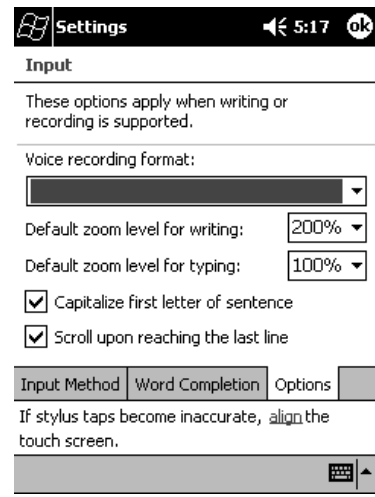 Settings 5:17 ok
Input
These options apply when writing or
recording is supported.
Voice recording format:
Default zoom level for writing: 200%
Default zoom level for typing: 100%
Capitalize first letter of sentence
Scroll upon reaching the last line
Input Method Word Completion Options
If stylus taps become inaccurate, align the
touch screen.